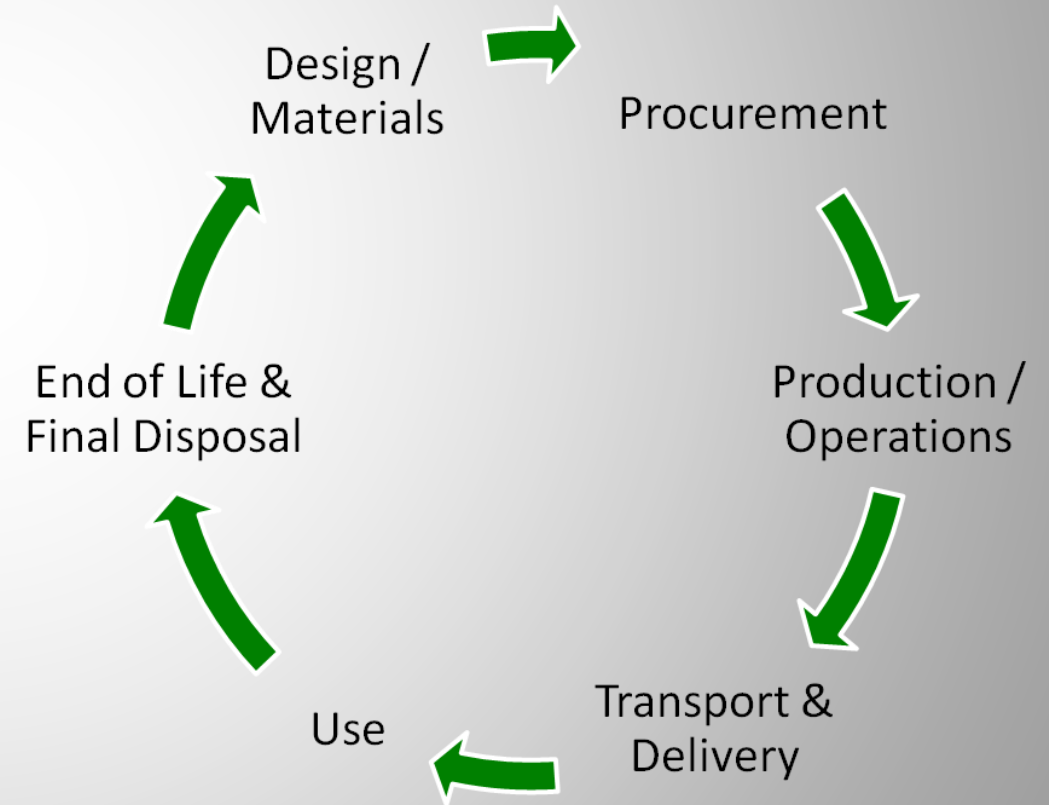 Design /
Materials
Procurement
Production /
Operations
Transport &
Delivery
Use
End of Life &
Final Disposal